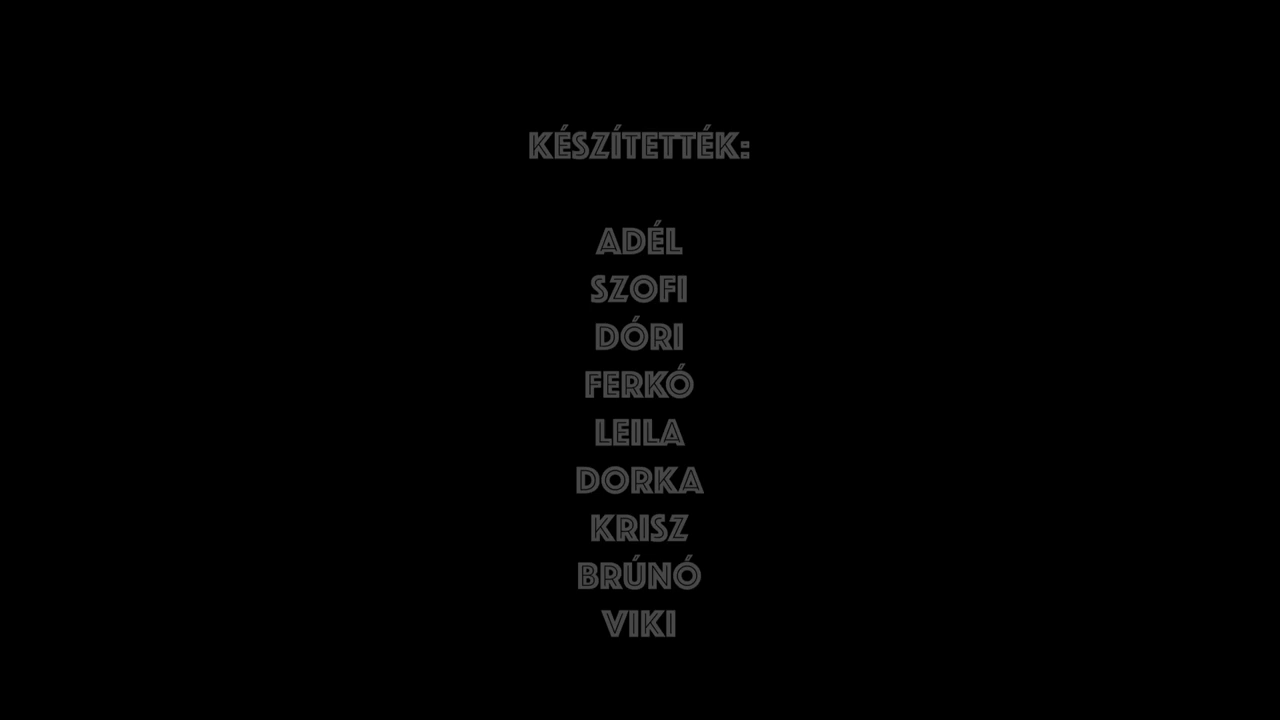 KÉSZÍTETTÉK:
ADÉL
SZOFI
DÓRI
FERKÓ
LEILA
DORKA
KRISZ
BRÚNÓ
VIKI